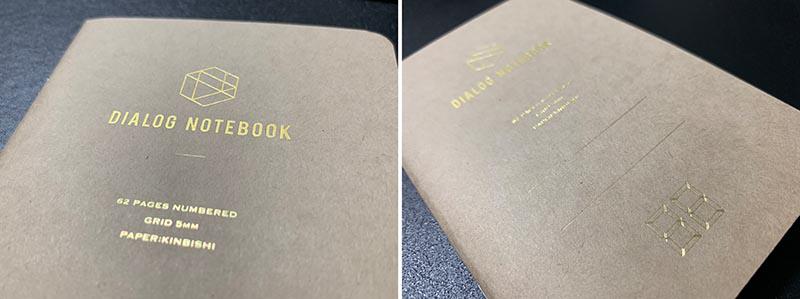 DIALOG NOTEBOOK
62 PAGES NUMBERED
GRID 5MM
PAPER:KINBISHI
DIALOG NOTEBOOK